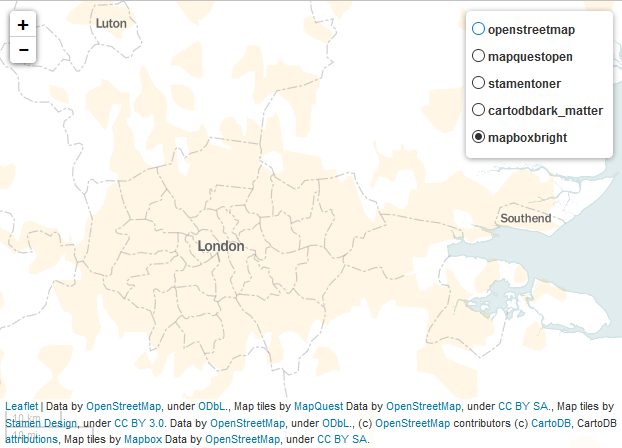 +
−
Luton
openstreetmap
mapquestopen
stamentoner
cartodbdark_matter
mapboxbright
Southend
London
10 km
10 mi
Leaflet | Data by OpenStreetMap, under ODbL., Map tiles by MapQuest Data by OpenStreetMap, under CC BY SA., Map tiles by
Stamen Design, under CC BY 3.0. Data by OpenStreetMap, under ODbL., (c) OpenStreetMap contributors (c) CartoDB, CartoDB
attributions, Map tiles by Mapbox Data by OpenStreetMap, under CC BY SA.